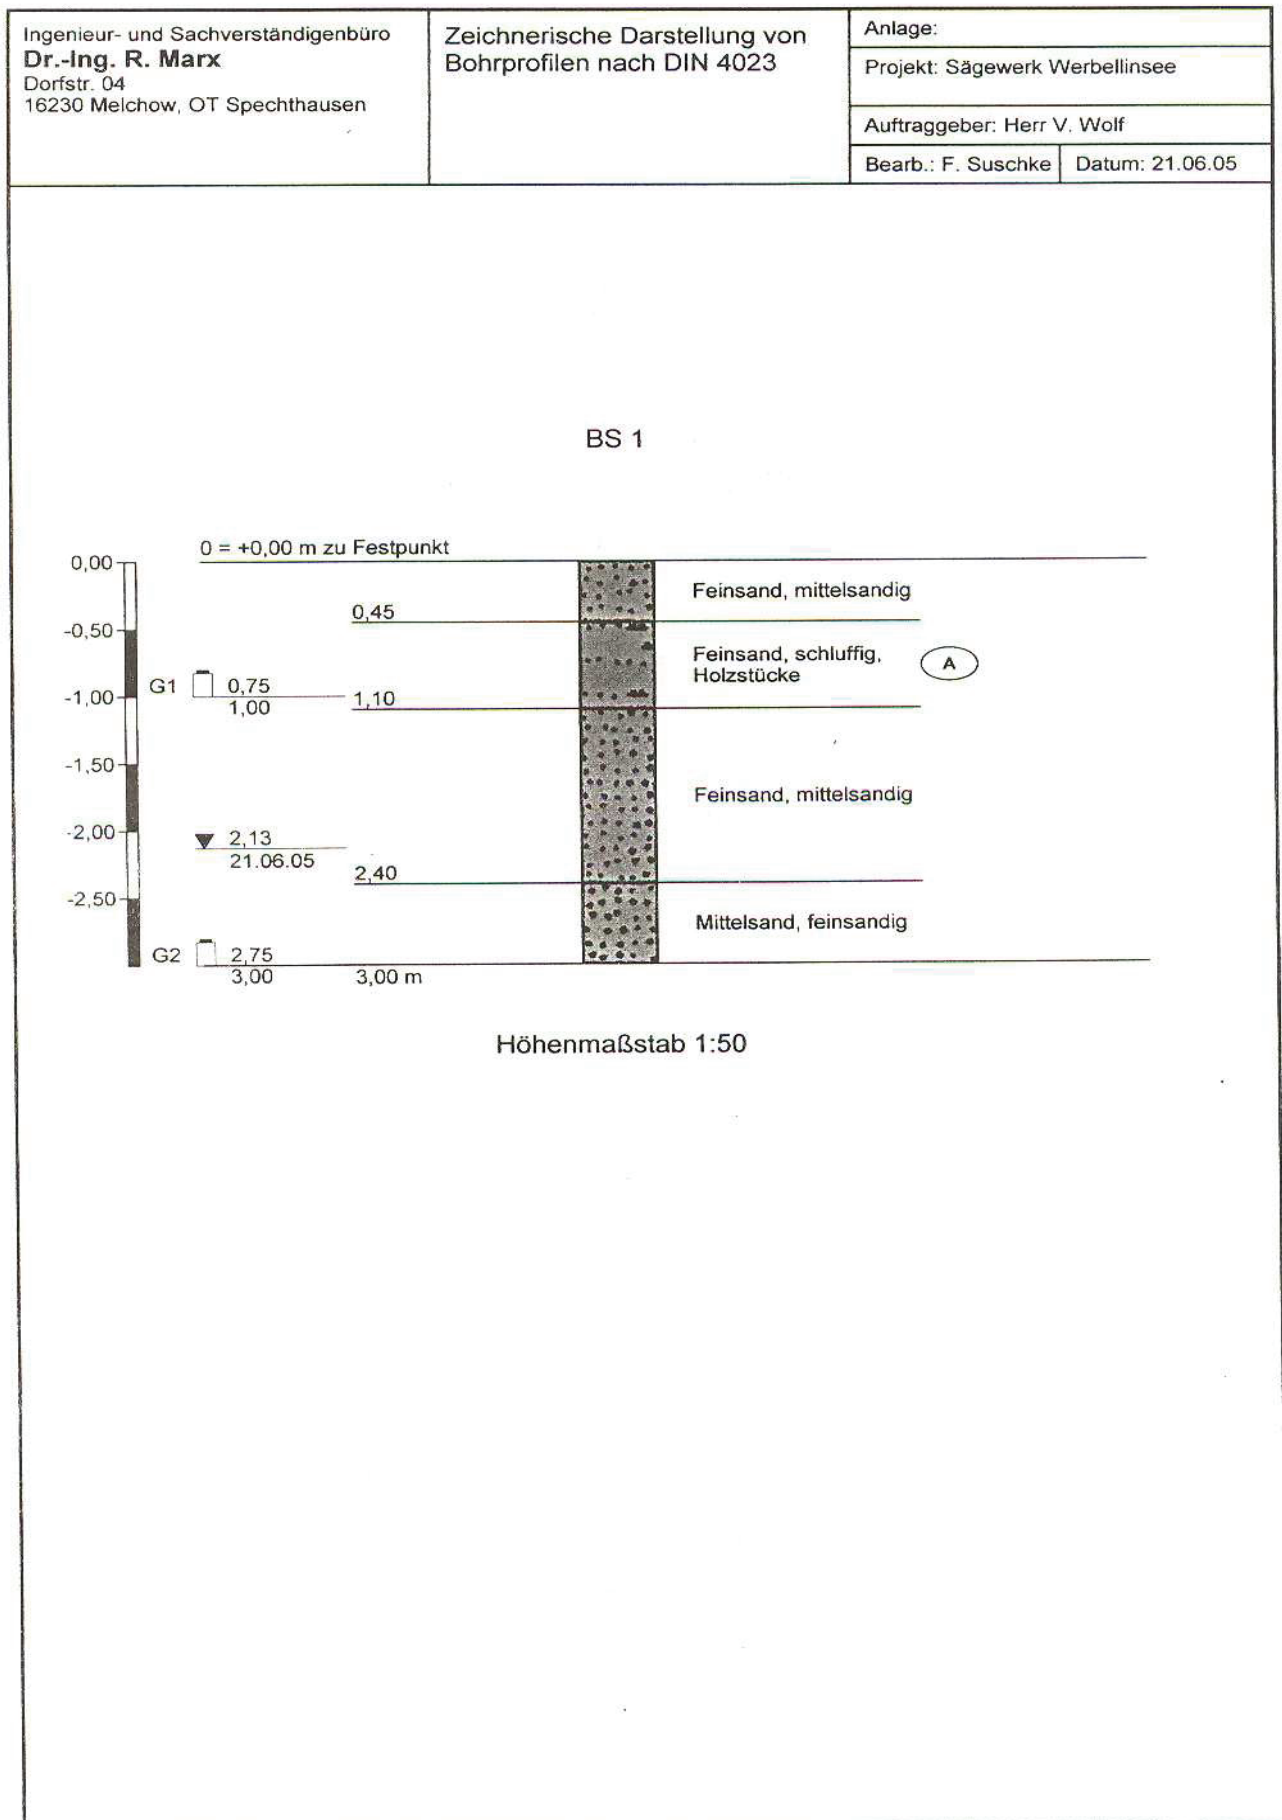 Ingenieur- und Sachverständigenbüro
Dr.-Ing. R. Marx
Dorfstr. 04
16230 Melchow, OT Spechthausen
Zeichnerische Darstellung von
Bohrprofilen nach DIN 4023
Anlage:
Projekt: Sägewerk Werbellinsee
Auftraggeber: Herr V. Wolf
Bearb.: F. Suschke
Datum: 21.06.05
BS 1
0 = +0,00 m zu Festpunkt
0,00
-0,50
-1,00
-1,50
-2,00
-2,50
G1
0,75
1,00
2,13
21.06.05
G2
2,75
3,00
0,45
1,10
2,40
3,00 m
Feinsand, mittelsandig
Feinsand, schluffig,
Holzstücke
A
Feinsand, mittelsandig
Mittelsand, feinsandig
Höhenmaßstab 1:50